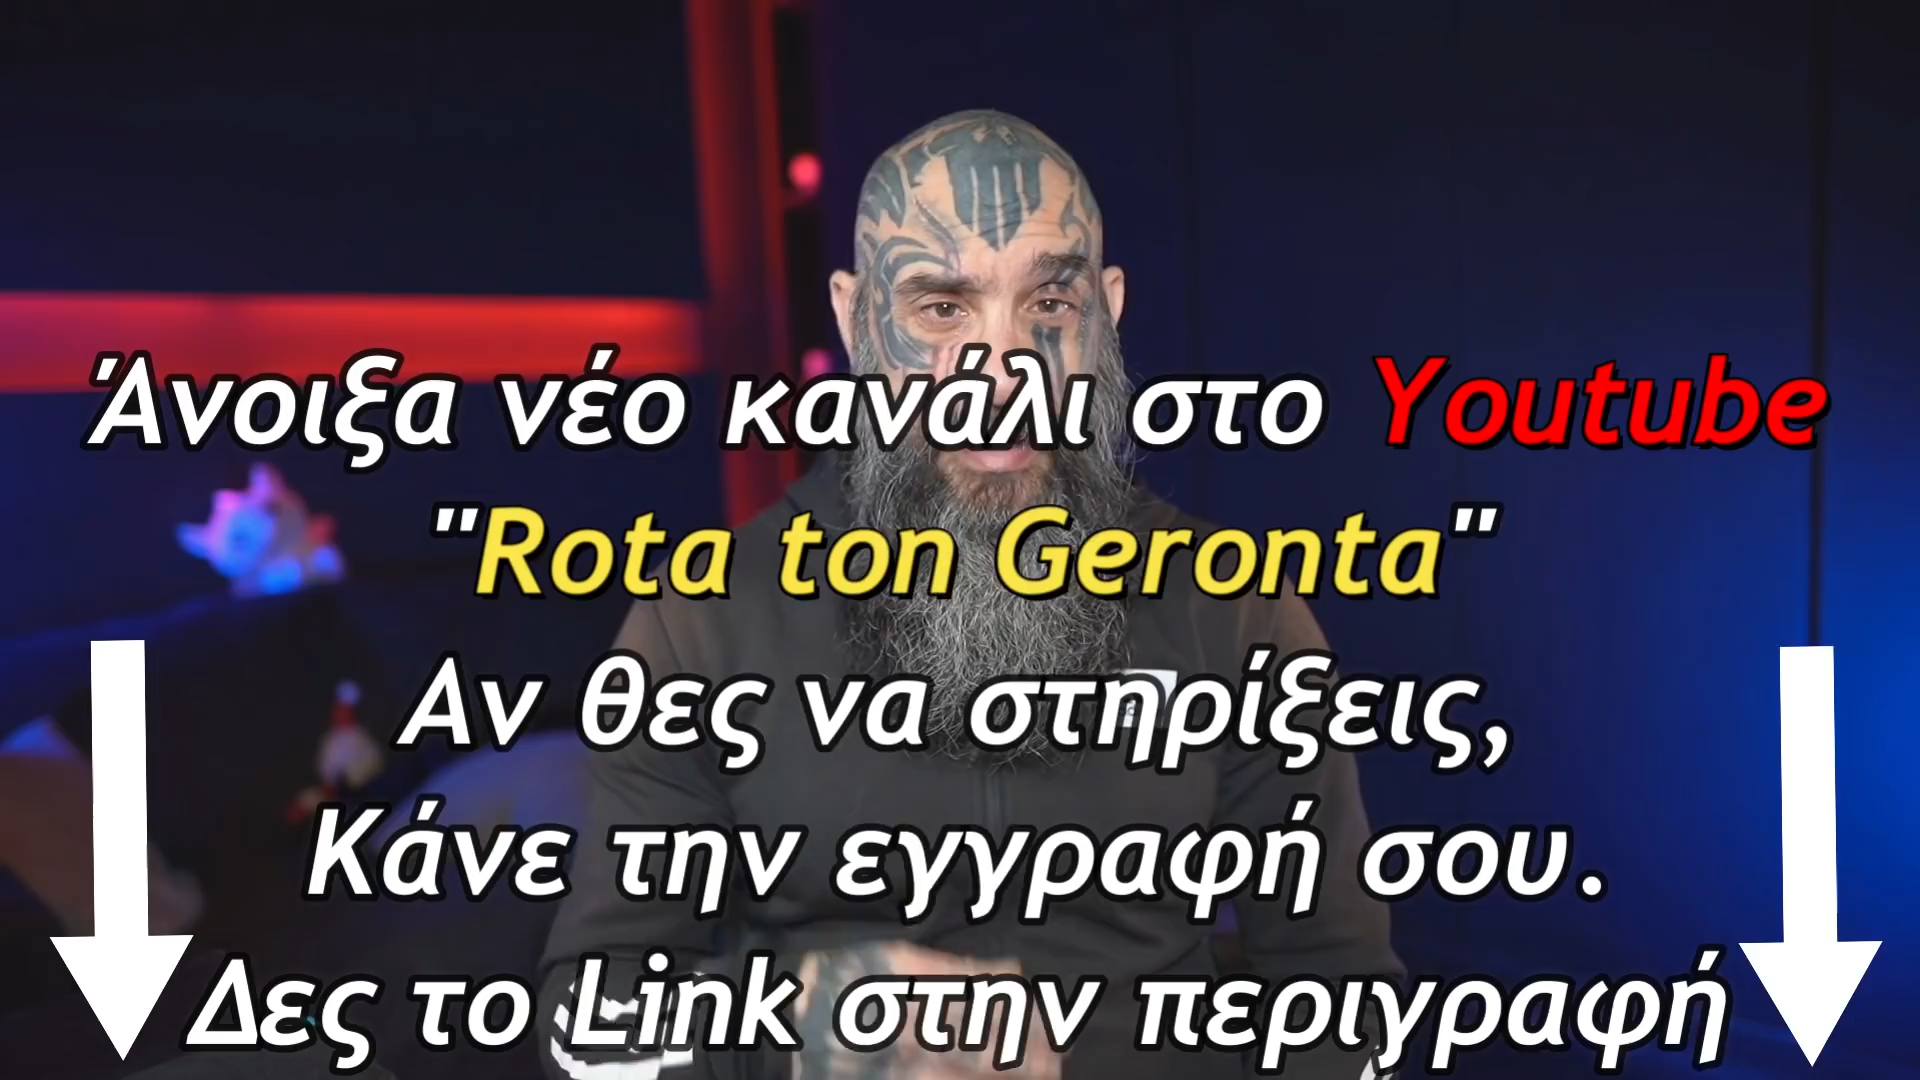 Άνοιξα νέο κανάλι στο Youtube
"Rota ton Geronta"
Αν θες να στηρίξεις,
Κάνε την εγγραφή σου.
Δες το Link στην περιγραφή